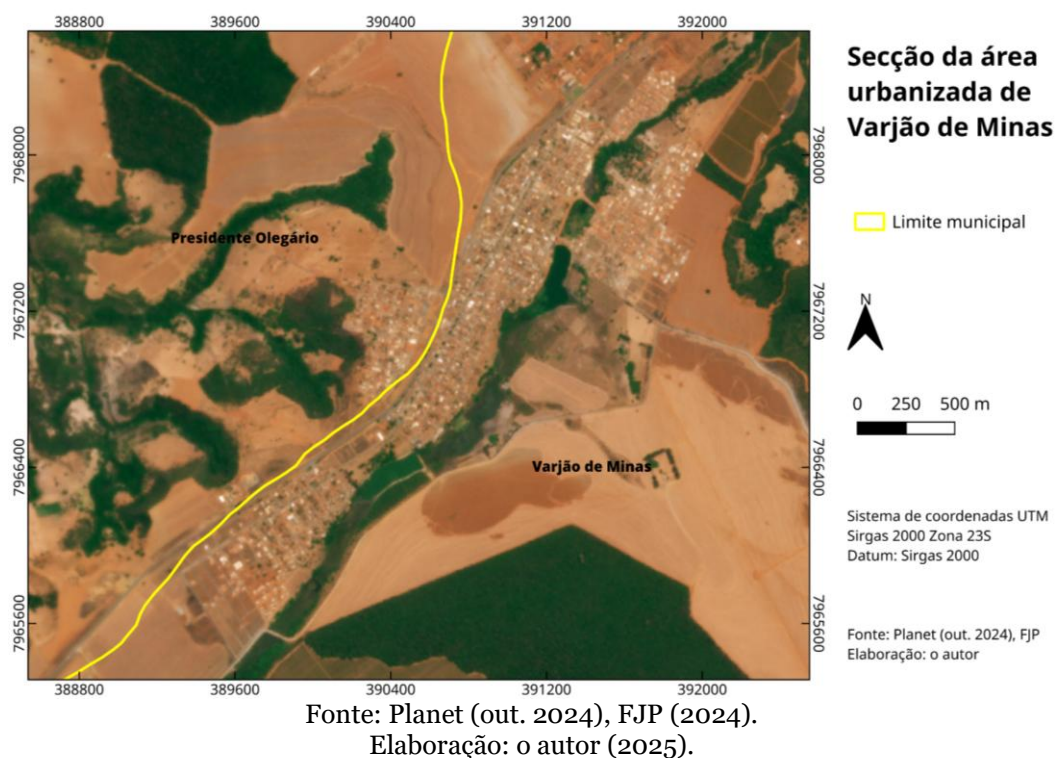 388800 389600 390400 391200 392000
Secção da área
urbanizada de
Varjão de Minas
7968000
7968000
Limite municipal
Presidente Olegário
N
7967200
7967200
0 250 500 m
7966400
Varjão de Minas
7966400
Sistema de coordenadas UTM
Sirgas 2000 Zona 23S
Datum: Sirgas 2000
7965600
7965600
Fonte: Planet (out. 2024), FJP
Elaboração: o autor
388800 389600 390400 391200 392000
Fonte: Planet (out. 2024), FJP (2024).
Elaboração: o autor (2025).